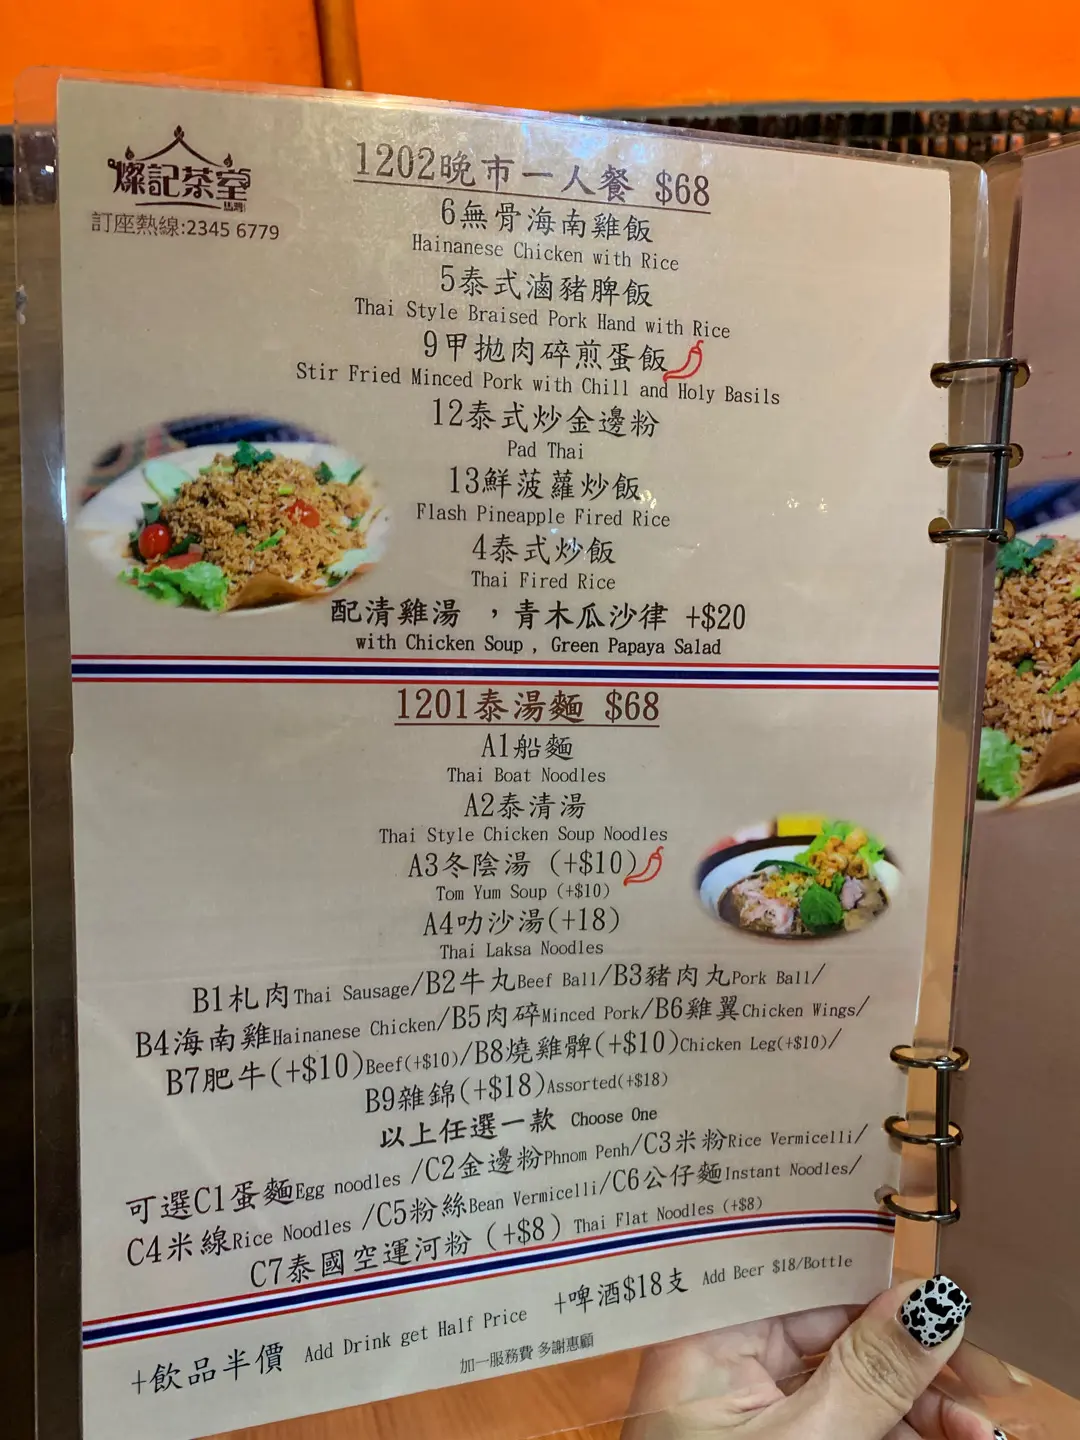 燦記茶室
馬灣
訂座熱線:2345 6779
1202晚市一人餐 $68
6無骨海南雞飯
Hainanese Chicken with Rice
5泰式滷豬脾飯
Thai Style Braised Pork Hand with Rice
9甲拋肉碎煎蛋飯
Stir Fried Minced Pork with Chill and Holy Basils
12泰式炒金邊粉
Pad Thai
13鮮菠蘿炒飯
Flash Pineapple Fired Rice
4泰式炒飯
Thai Fired Rice
配清雞湯 ，青木瓜沙律 +$20
with Chicken Soup , Green Papaya Salad
1201泰湯麵 $68
A1船麵
Thai Boat Noodles
A2泰清湯
Thai Style Chicken Soup Noodles
A3冬陰湯 (+$10)
Tom Yum Soup (+$10)
A4叻沙湯(+18)
Thai Laksa Noodles
B1札肉Thai Sausage/B2牛丸Beef Ball/B3豬肉丸Pork Ball/
B4海南雞Hainanese Chicken/B5肉碎Minced Pork/B6雞翼Chicken Wings/
B7肥牛(+$10)Beef(+$10)/B8燒雞髀(+$10)Chicken Leg(+$10)/
B9雜錦(+$18)Assorted(+$18)
以上任選一款 Choose One
可選C1蛋麵Egg noodles /C2金邊粉Phnom Penh/C3米粉Rice Vermicelli/
C4米線Rice Noodles /C5粉絲Bean Vermicelli/C6公仔麵Instant Noodles/
C7泰國空運河粉 (+$8) Thai Flat Noodles (+$8)
+飲品半價 Add Drink get Half Price +啤酒$18支 Add Beer $18/Bottle
加一服務費 多謝惠顧